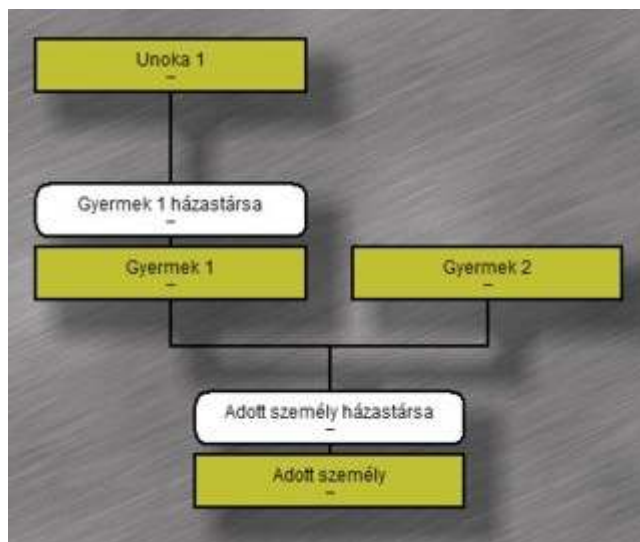 Unoka 1
–
Gyermek 1 házastársa
–
Gyermek 1
–
Gyermek 2
–
Adott személy házastársa
–
Adott személy
–